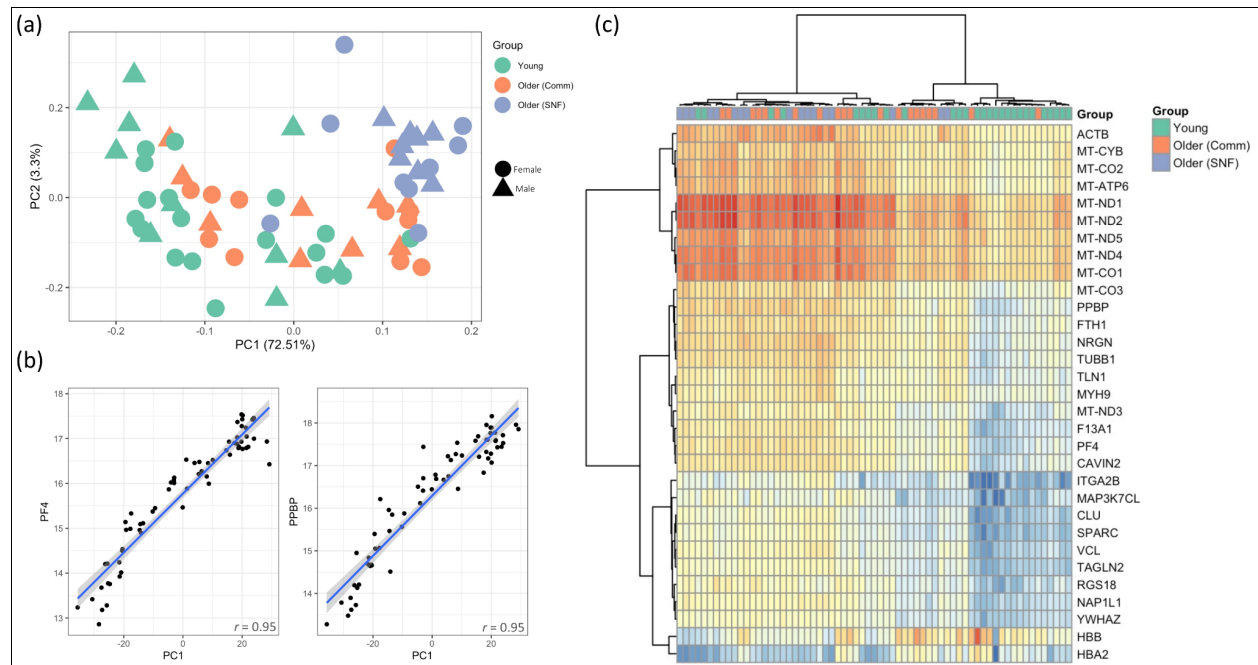 (a)
Group
Young
Older (Comm)
Older (SNF)
Female
Male
PC2 (3.3%)
0.2
0.0
-0.2
-0.2
-0.1
0.0
0.1
0.2
PC1 (72.51%)
(b)
PF4
18
17
16
15
14
13
-20
0
20
PC1
r = 0.95
PPBP
18
17
16
15
14
-20
0
20
PC1
r = 0.95
(c)
Group
ACTB
MT-CYB
MT-CO2
MT-ATP6
MT-ND1
MT-ND2
MT-ND5
MT-ND4
MT-CO1
MT-CO3
PPBP
FTH1
NRGN
TUBB1
TLN1
MYH9
MT-ND3
F13A1
PF4
CAVIN2
ITGA2B
MAP3K7CL
CLU
SPARC
VCL
TAGLN2
RGS18
NAP1L1
YWHAZ
HBB
HBA2
Group
Young
Older (Comm)
Older (SNF)